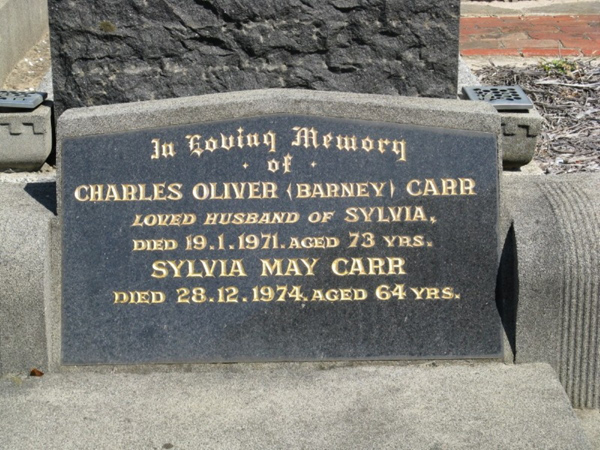 In Loving Memory
· of ·
CHARLES OLIVER (BARNEY) CARR
LOVED HUSBAND OF SYLVIA,
DIED 19.1.1971. AGED 73 YRS.
SYLVIA MAY CARR
DIED 28.12.1974. AGED 64 YRS.